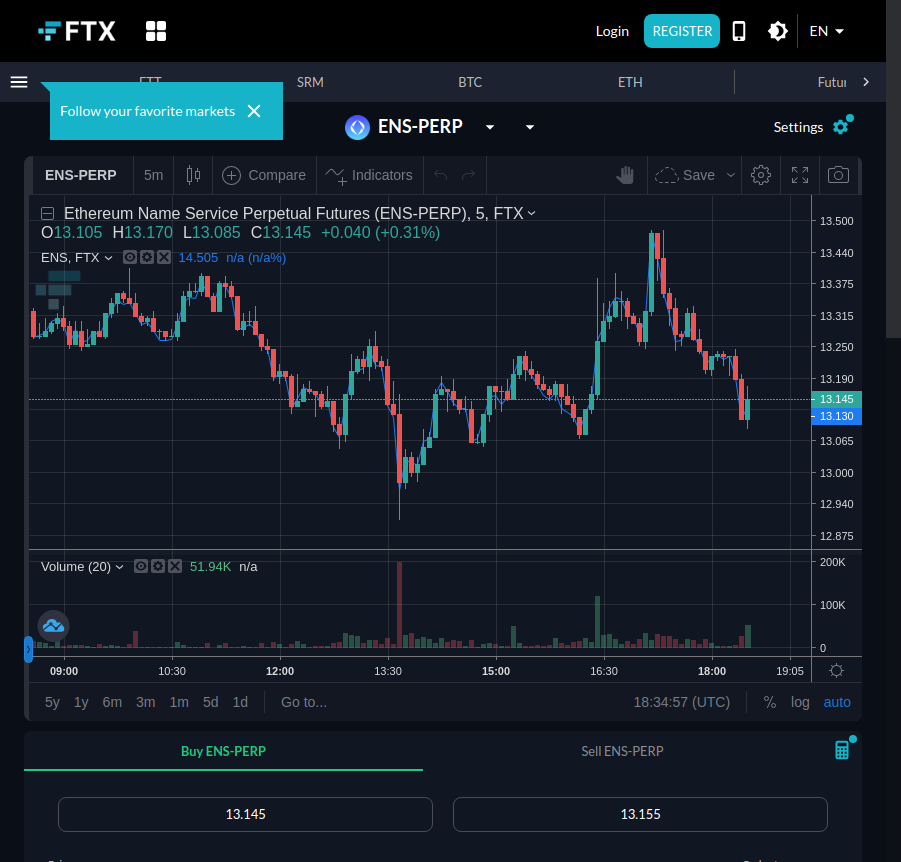 FTX
Login
REGISTER
EN
FTT
SRM
BTC
ETH
Futur
Follow your favorite markets
ENS-PERP
Settings
ENS-PERP
5m
Compare
Indicators
Save
Ethereum Name Service Perpetual Futures (ENS-PERP), 5, FTX
O13.105 H13.170 L13.085 C13.145 +0.040 (+0.31%)
ENS, FTX
14.505 n/a (n/a%)
13.500
13.440
13.375
13.315
13.250
13.190
13.145
13.130
13.065
13.000
12.940
12.875
Volume (20)
51.94K n/a
200K
100K
0
09:00
10:30
12:00
13:30
15:00
16:30
18:00
19:05
5y 1y 6m 3m 1m 5d 1d
Go to...
18:34:57 (UTC)
%
log
auto
Buy ENS-PERP
Sell ENS-PERP
13.145
13.155